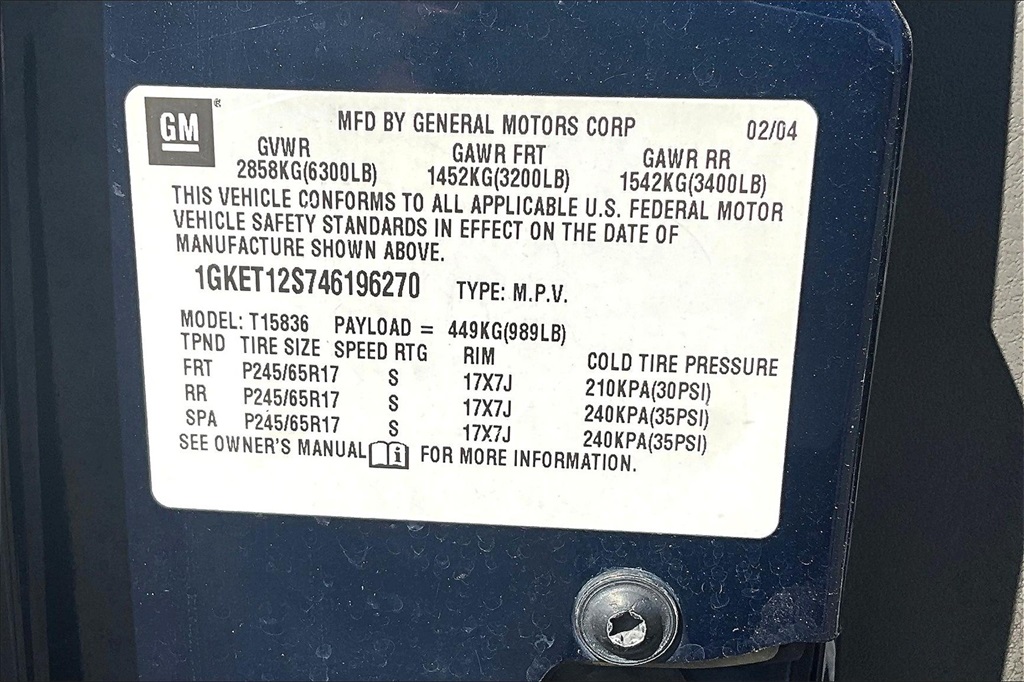 GM®
MFD BY GENERAL MOTORS CORP 02/04
GVWR GAWR FRT GAWR RR
2858KG(6300LB) 1452KG(3200LB) 1542KG(3400LB)
THIS VEHICLE CONFORMS TO ALL APPLICABLE U.S. FEDERAL MOTOR
VEHICLE SAFETY STANDARDS IN EFFECT ON THE DATE OF
MANUFACTURE SHOWN ABOVE.
1GKET12S746196270 TYPE: M.P.V.
MODEL: T15836 PAYLOAD = 449KG(989LB)
TPND TIRE SIZE SPEED RTG RIM COLD TIRE PRESSURE
FRT P245/65R17 S 17X7J 210KPA(30PSI)
RR P245/65R17 S 17X7J 240KPA(35PSI)
SPA P245/65R17 S 17X7J 240KPA(35PSI)
SEE OWNER'S MANUAL i FOR MORE INFORMATION.